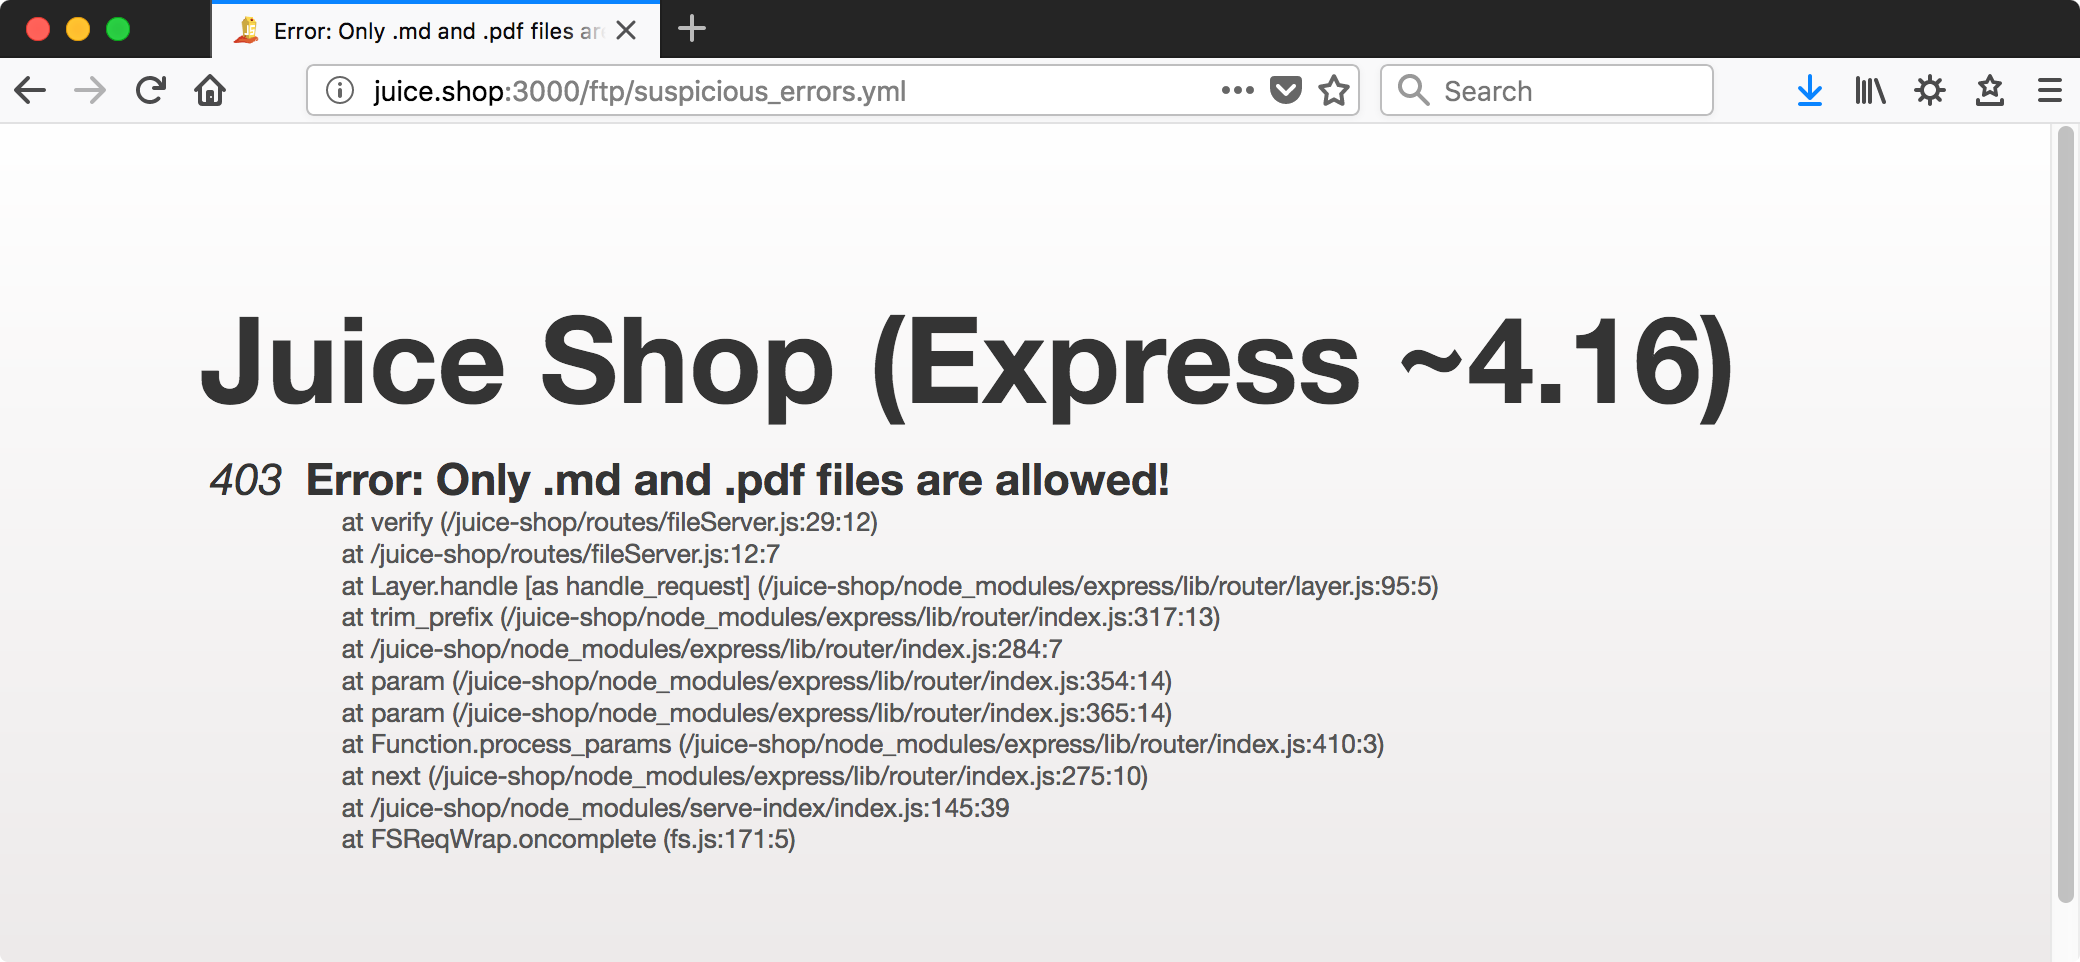 Error: Only .md and .pdf files are
juice.shop:3000/ftp/suspicious_errors.yml
Search
Juice Shop (Express ~4.16)
403 Error: Only .md and .pdf files are allowed!
at verify (/juice-shop/routes/fileServer.js:29:12)
at /juice-shop/routes/fileServer.js:12:7
at Layer.handle [as handle_request] (/juice-shop/node_modules/express/lib/router/layer.js:95:5)
at trim_prefix (/juice-shop/node_modules/express/lib/router/index.js:317:13)
at /juice-shop/node_modules/express/lib/router/index.js:284:7
at param (/juice-shop/node_modules/express/lib/router/index.js:354:14)
at param (/juice-shop/node_modules/express/lib/router/index.js:365:14)
at Function.process_params (/juice-shop/node_modules/express/lib/router/index.js:410:3)
at next (/juice-shop/node_modules/express/lib/router/index.js:275:10)
at /juice-shop/node_modules/serve-index/index.js:145:39
at FSReqWrap.oncomplete (fs.js:171:5)